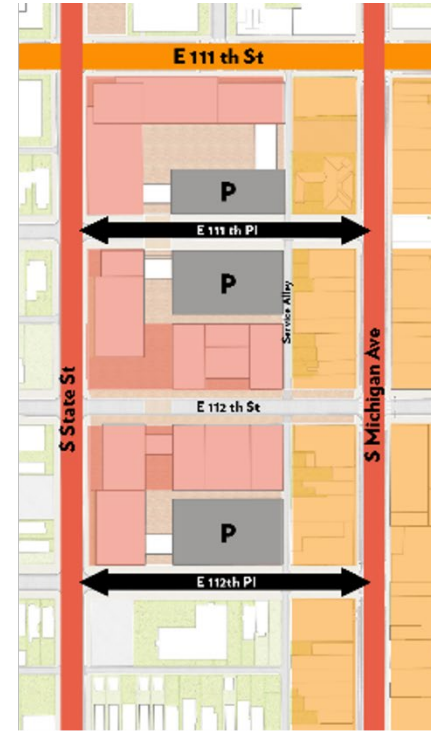 E 111 th St
P
E 111 th Pl
P
Service Alley
S State St
S Michigan Ave
E 112 th St
P
E 112th Pl